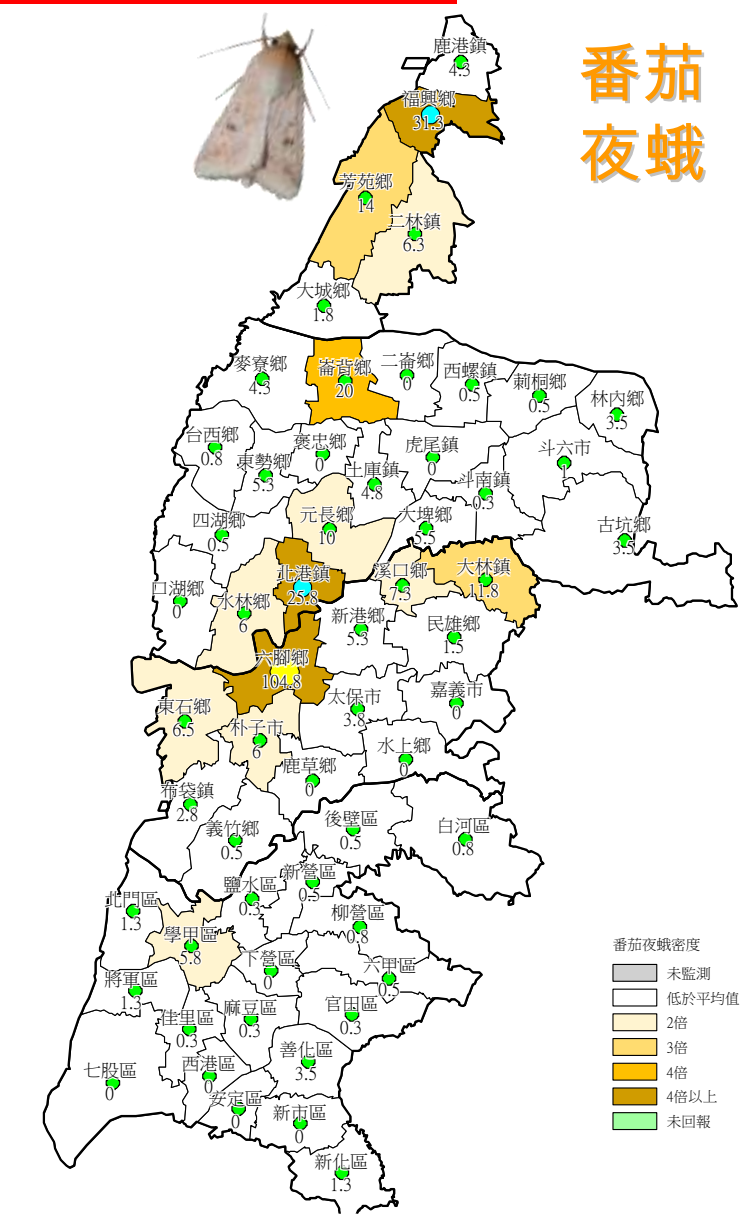 番茄
夜蛾
鹿港鎮
4.3
福興鄉
31.3
芳苑鄉
14
二林鎮
6.3
大城鄉
1.8
麥寮鄉
4.3
崙背鄉
20
二崙鄉
0
西螺鎮
0.5
莿桐鄉
0.5
林內鄉
3.5
台西鄉
0.8
東勢鄉
5.3
褒忠鄉
0
土庫鎮
4.8
虎尾鎮
0
斗南鎮
0.3
斗六市
1
四湖鄉
0.5
元長鄉
10
大埤鄉
5.5
古坑鄉
3.5
口湖鄉
0
水林鄉
6
北港鎮
25.8
溪口鄉
7.3
大林鎮
11.8
新港鄉
5.3
民雄鄉
1.5
六腳鄉
104.8
東石鄉
6.5
朴子市
6
太保市
3.8
嘉義市
0
水上鄉
0
鹿草鄉
0
布袋鎮
2.8
義竹鄉
0.5
後壁區
0.5
白河區
0.8
鹽水區
0.3
新營區
0.5
北門區
1.3
柳營區
0.8
學甲區
5.8
下營區
0
六甲區
0.5
將軍區
1.3
佳里區
0.3
麻豆區
0.3
官田區
0.3
七股區
0
西港區
0
善化區
3.5
安定區
0
新市區
0
新化區
1.3
番茄夜蛾密度
未監測
低於平均值
2倍
3倍
4倍
4倍以上
未回報